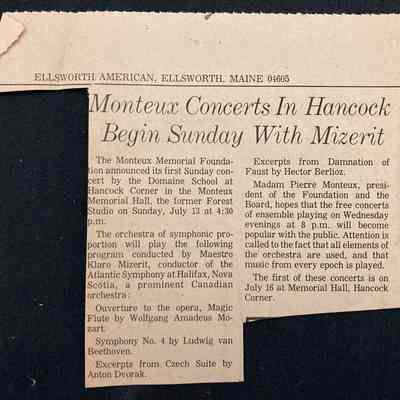 ELLSWORTH AMERICAN, ELLSWORTH, MAINE 04605
Monteux Concerts In Hancock
Begin Sunday With Mizerit
The Monteux Memorial Founda-
tion announced its first Sunday con-
cert by the Domaine School at
Hancock Corner in the Monteux
Memorial Hall, the former Forest
Studio on Sunday, July 13 at 4:30
p.m.
The orchestra of symphonic pro-
portion will play the following
program conducted by Maestro
Klaro Mizerit, conductor of the
Atlantic Symphony at Halifax, Nova
Scotia, a prominent Canadian
orchestra:
Ouverture to the opera, Magic
Flute by Wolfgang Amadeus Mo-
zart.
Symphony No. 4 by Ludwig van
Beethoven.
Excerpts from Czech Suite by
Anton Dvorak.
Excerpts from Damnation of
Faust by Hector Berlioz.
Madam Pierre Monteux, presi-
dent of the Foundation and the
Board, hopes that the free concerts
of ensemble playing on Wednesday
evenings at 8 p.m. will become
popular with the public. Attention is
called to the fact that all elements of
the orchestra are used, and that
music from every epoch is played.
The first of these concerts is on
July 16 at Memorial Hall, Hancock
Corner.